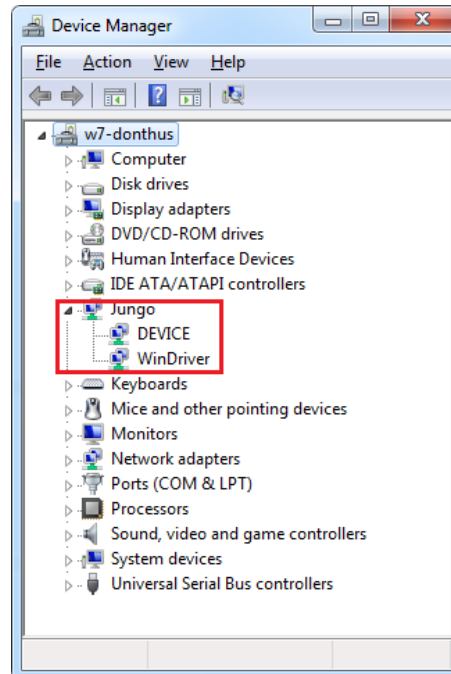 Device Manager
File Action View Help
w7-donthus
Computer
Disk drives
Display adapters
DVD/CD-ROM drives
Human Interface Devices
IDE ATA/ATAPI controllers
Jungo
DEVICE
WinDriver
Keyboards
Mice and other pointing devices
Monitors
Network adapters
Ports (COM & LPT)
Processors
Sound, video and game controllers
System devices
Universal Serial Bus controllers